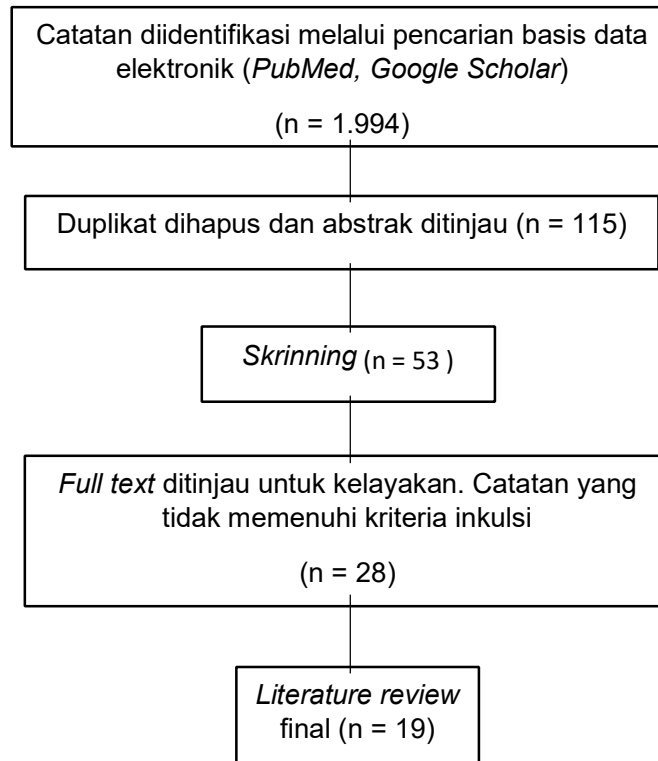 Catatan diidentifikasi melalui pencarian basis data
elektronik (PubMed, Google Scholar)
(n = 1.994)
Duplikat dihapus dan abstrak ditinjau (n = 115)
Skrinning (n = 53 )
Full text ditinjau untuk kelayakan. Catatan yang
tidak memenuhi kriteria inkulsi
(n = 28)
Literature review
final (n = 19)